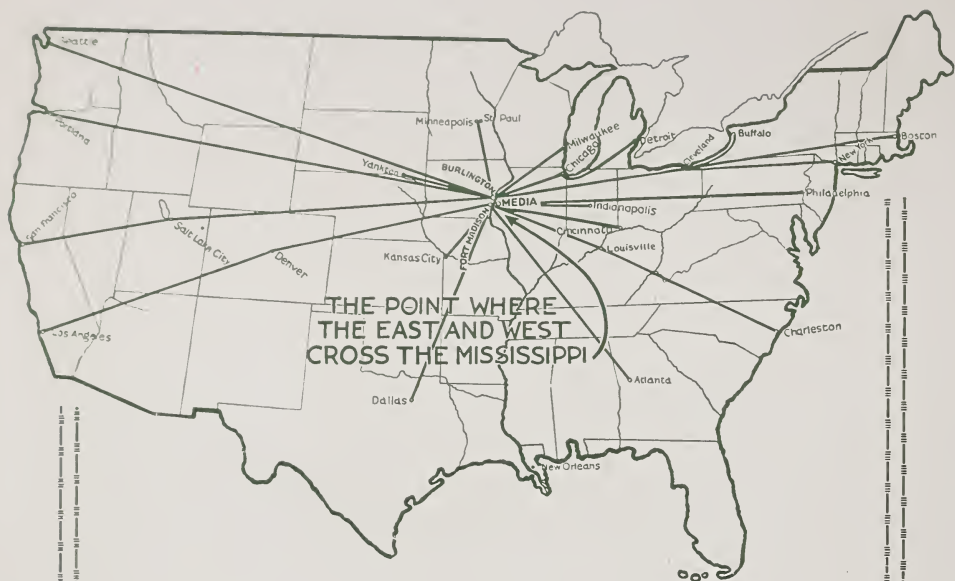 Seattle
Portland
San Francisco
Salt Lake City
Denver
Los Angeles
Yankton
Minneapolis
St Paul
BURLINGTON
MEDIA
FORT MADISON
Kansas City
Dallas
Milwaukee
Chicago
Detroit
Cleveland
Buffalo
New York
Boston
Philadelphia
Indianapolis
Cincinnati
Louisville
Charleston
Atlanta
New Orleans
THE POINT WHERE
THE EAST AND WEST
CROSS THE MISSISSIPPI